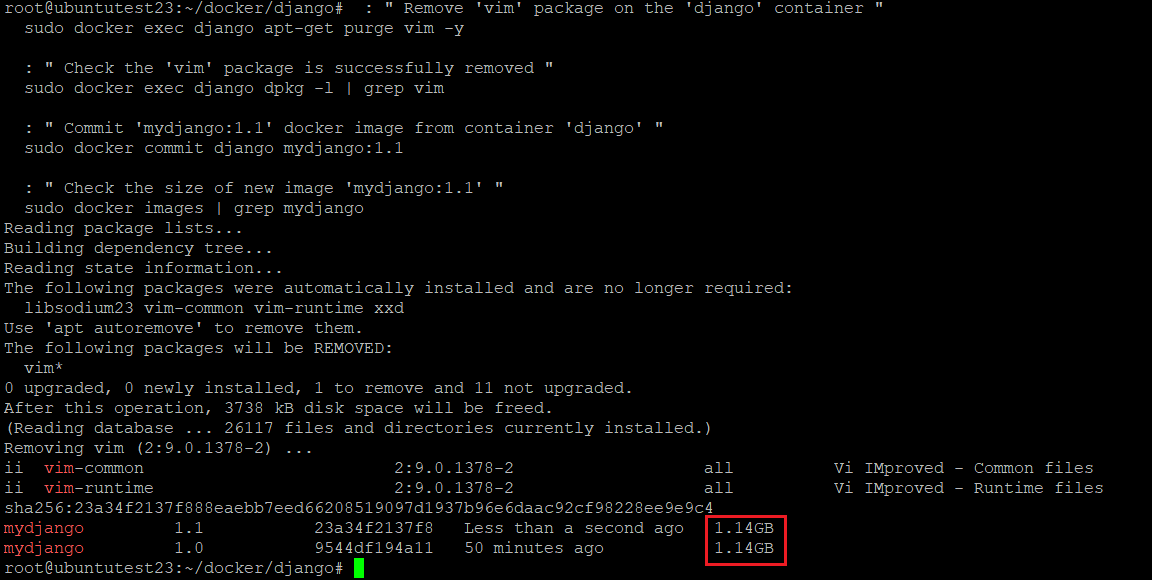 root@ubuntutest23:~/docker/django#  : " Remove 'vim' package on the 'django' container "
  sudo docker exec django apt-get purge vim -y
  : " Check the 'vim' package is successfully removed "
  sudo docker exec django dpkg -l | grep vim
  : " Commit 'mydjango:1.1' docker image from container 'django' "
  sudo docker commit django mydjango:1.1
  : " Check the size of new image 'mydjango:1.1' "
  sudo docker images | grep mydjango
Reading package lists...
Building dependency tree...
Reading state information...
The following packages were automatically installed and are no longer required:
  libsodium23 vim-common vim-runtime xxd
Use 'apt autoremove' to remove them.
The following packages will be REMOVED:
  vim*
0 upgraded, 0 newly installed, 1 to remove and 11 not upgraded.
After this operation, 3738 kB disk space will be freed.
(Reading database ... 26117 files and directories currently installed.)
Removing vim (2:9.0.1378-2) ...
ii  vim-common                         2:9.0.1378-2                   all          Vi IMproved - Common files
ii  vim-runtime                        2:9.0.1378-2                   all          Vi IMproved - Runtime files
sha256:23a34f2137f888eaebb7eed66208519097d1937b96e6daac92cf98228ee9e9c4
mydjango         1.1           23a34f2137f8   Less than a second ago   1.14GB
mydjango         1.0           9544df194a11   50 minutes ago           1.14GB
root@ubuntutest23:~/docker/django#